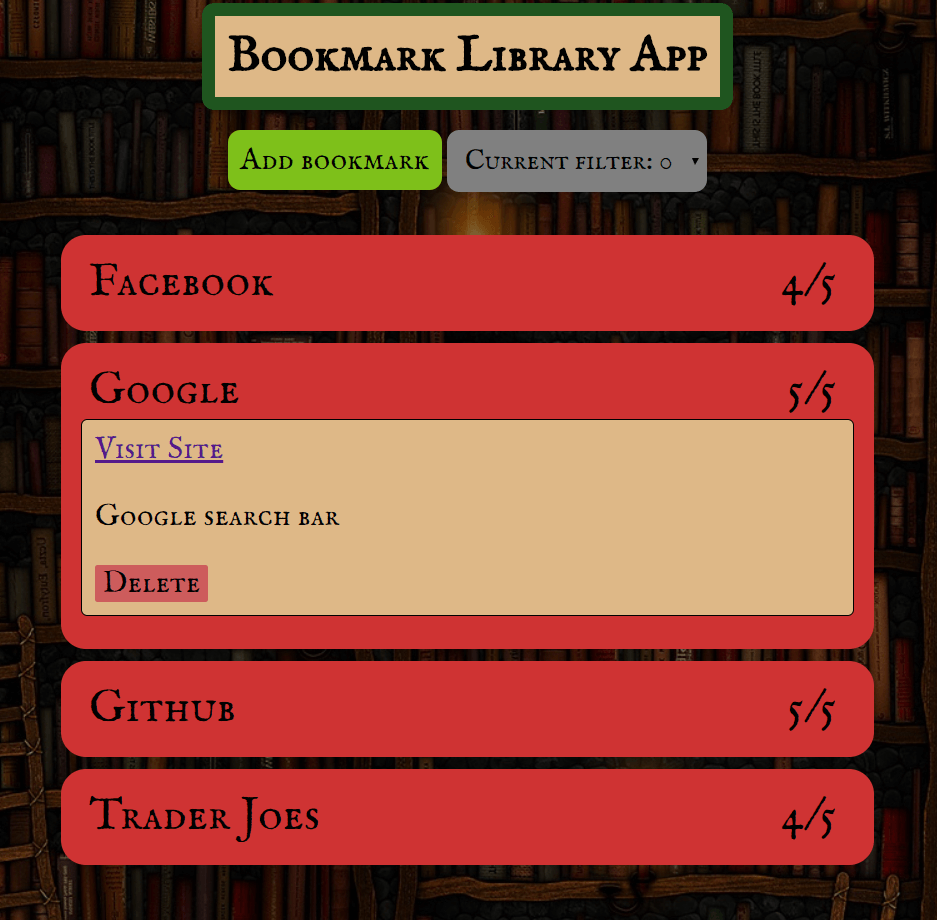 Bookmark Library App
Add bookmark
Current filter: 0
Facebook 4/5
Google 5/5
Visit Site
Google search bar
Delete
Github 5/5
Trader Joes 4/5